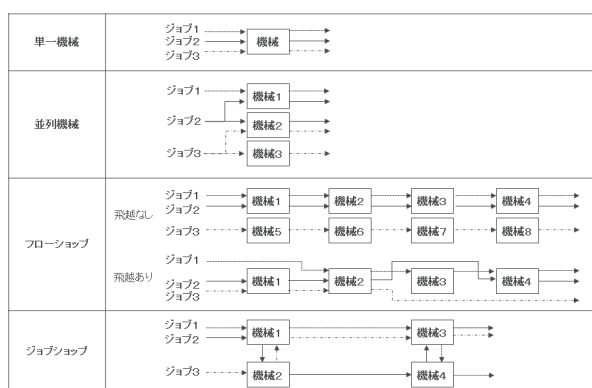 単一機械
ジョブ1
ジョブ2
ジョブ3
機械
並列機械
ジョブ1
ジョブ2
ジョブ3
機械1
機械2
機械3
フローショップ
飛越なし
ジョブ1
ジョブ2
ジョブ3
機械1 機械2 機械3 機械4
機械5 機械6 機械7 機械8
飛越あり
ジョブ1
ジョブ2
ジョブ3
機械1 機械2 機械3 機械4
ジョブショップ
ジョブ1
ジョブ2
ジョブ3
機械1 機械3
機械2 機械4